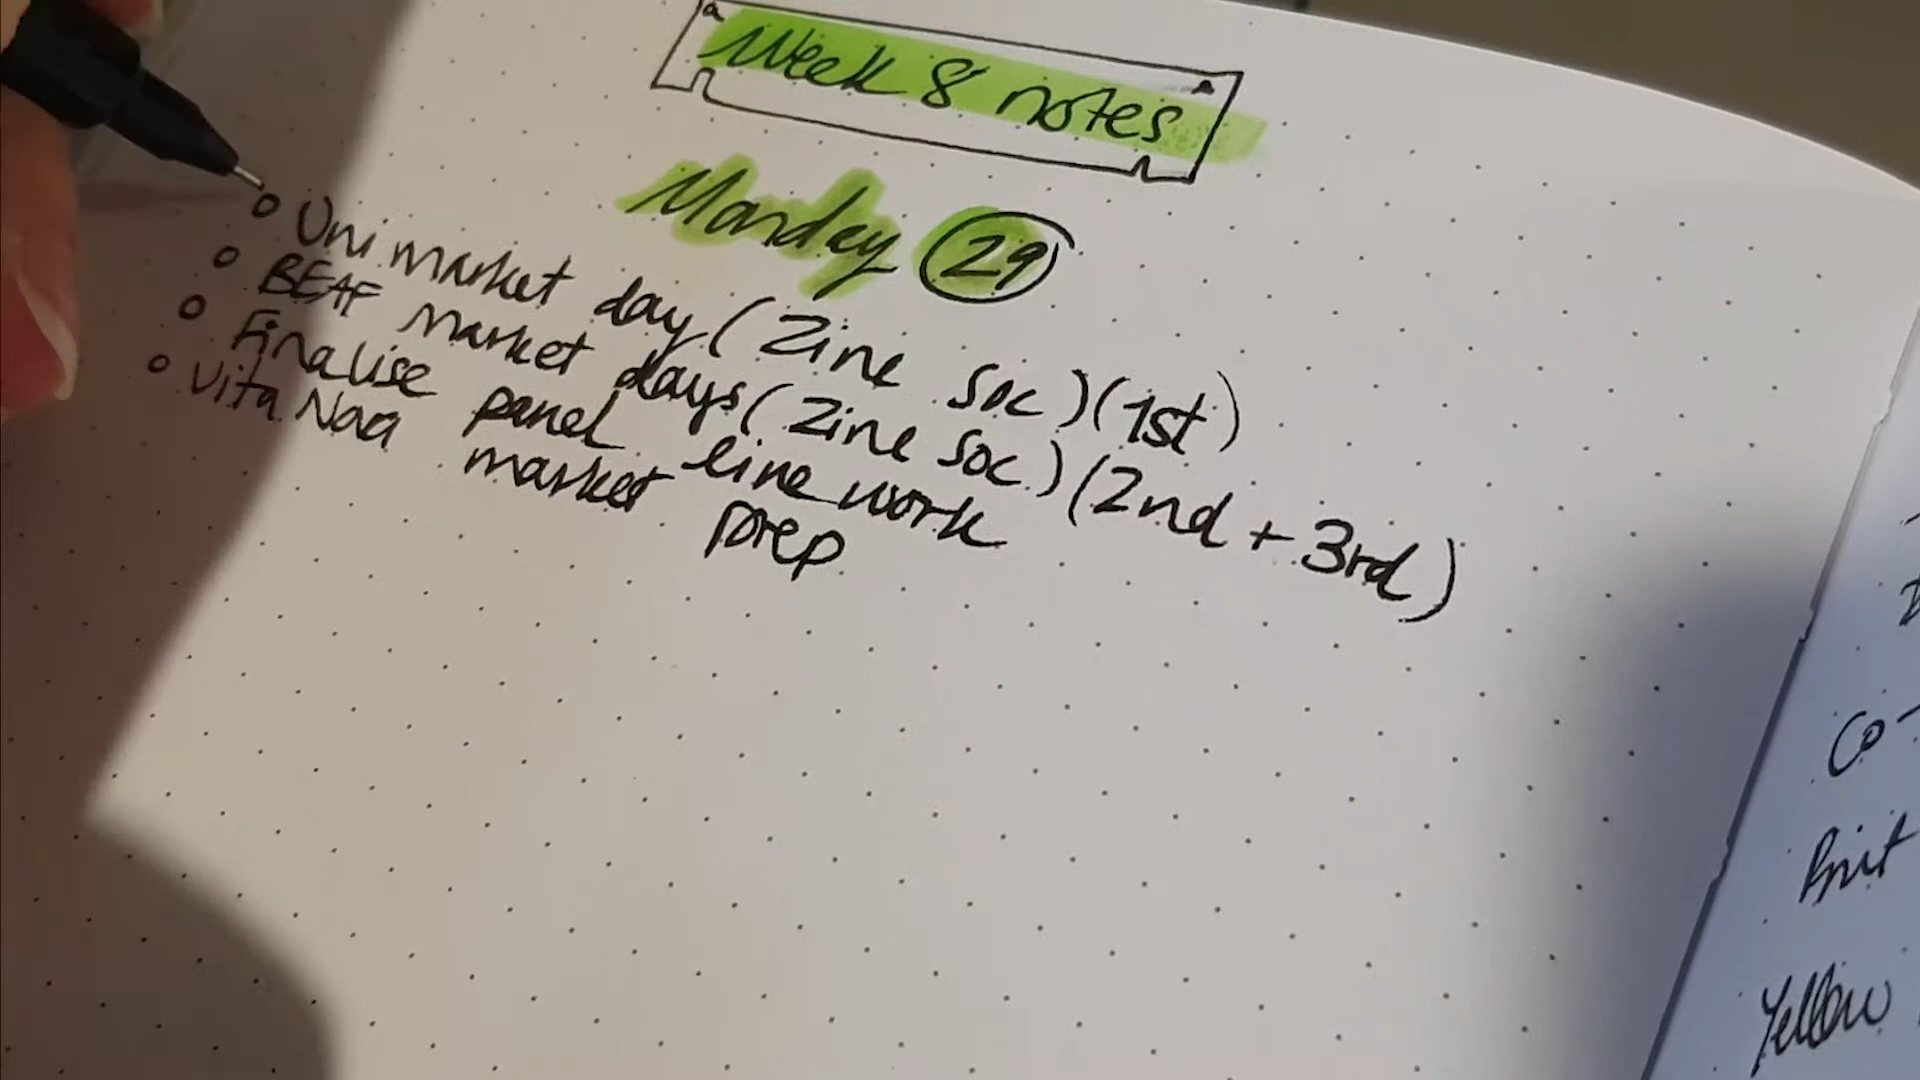 Week 8 notes
Monday 29
Uni market day (Zine Soc) (1st)
BEAF Market days (Zine Soc) (2nd + 3rd)
Finalise panel line work
Vita Nova market prep
Co-
Print
Yellow